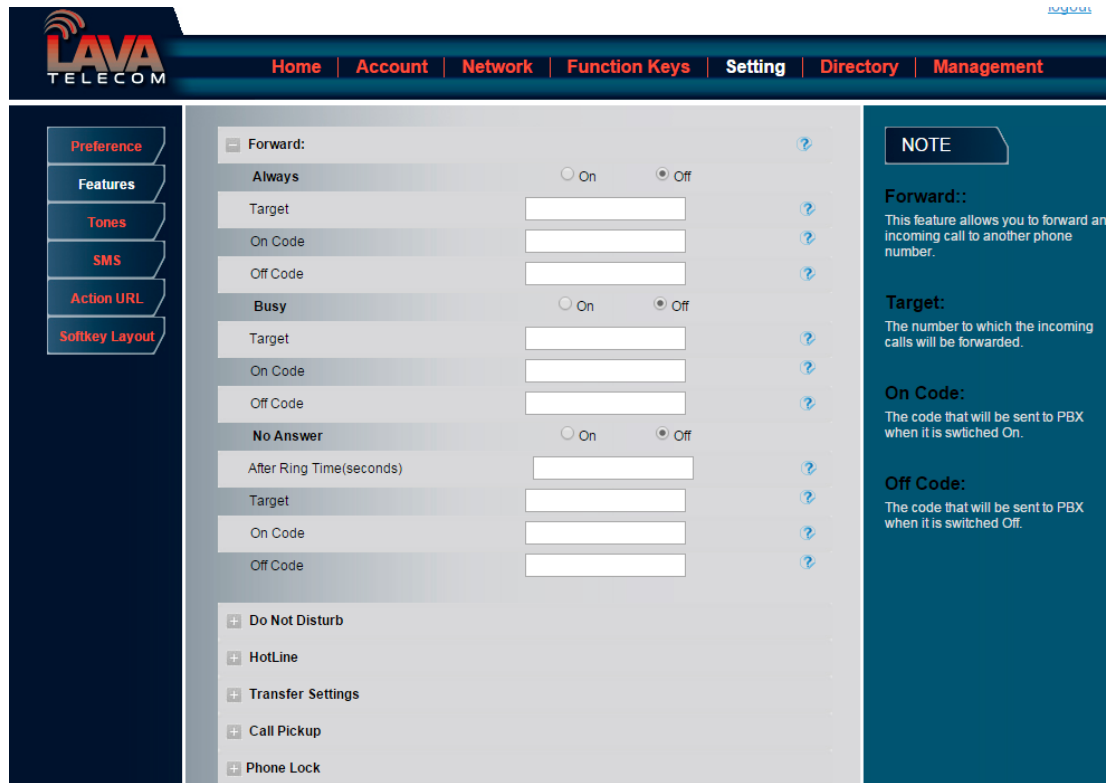 logout
LAVA
TELECOM
Home | Account | Network | Function Keys | Setting | Directory | Management
Preference
Features
Tones
SMS
Action URL
Softkey Layout
Forward:
Always On Off
Target
On Code
Off Code
Busy On Off
Target
On Code
Off Code
No Answer On Off
After Ring Time(seconds)
Target
On Code
Off Code
Do Not Disturb
HotLine
Transfer Settings
Call Pickup
Phone Lock
NOTE
Forward::
This feature allows you to forward an
incoming call to another phone
number.
Target:
The number to which the incoming
calls will be forwarded.
On Code:
The code that will be sent to PBX
when it is swtiched On.
Off Code:
The code that will be sent to PBX
when it is switched Off.